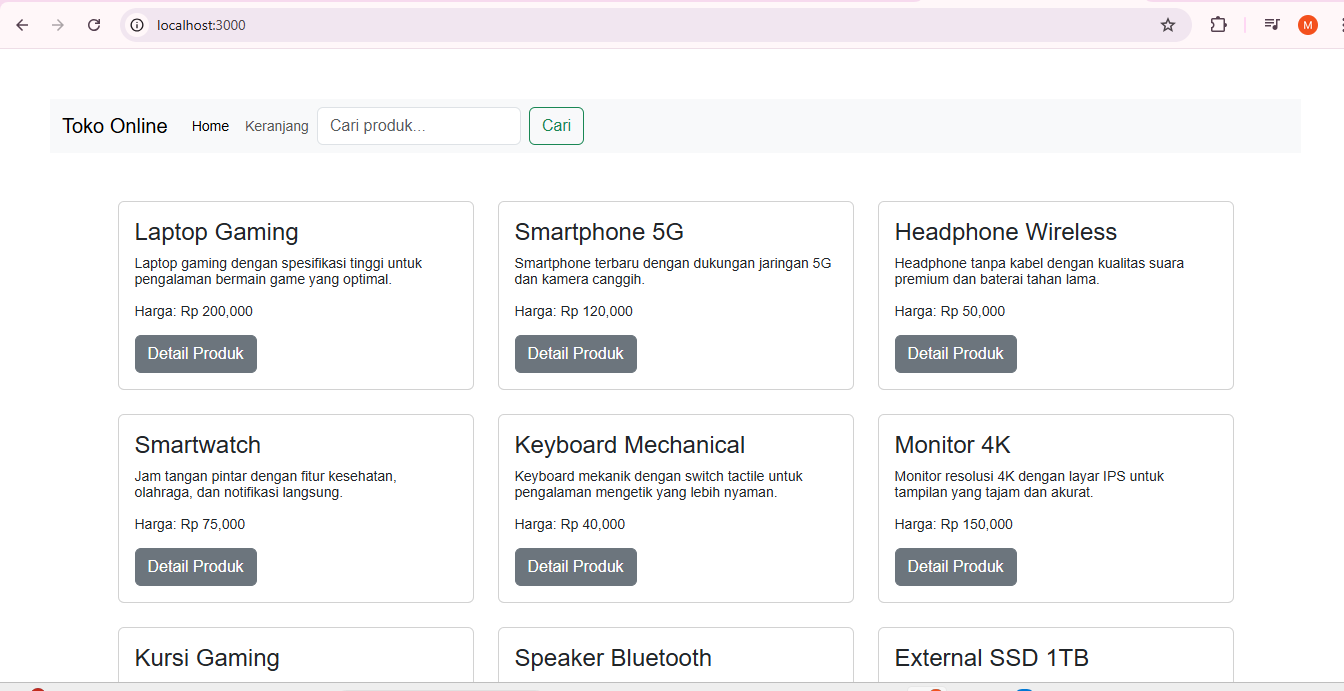 localhost:3000
M
Toko Online Home Keranjang Cari produk... Cari
Laptop Gaming
Laptop gaming dengan spesifikasi tinggi untuk
pengalaman bermain game yang optimal.
Harga: Rp 200,000
Detail Produk
Smartphone 5G
Smartphone terbaru dengan dukungan jaringan 5G
dan kamera canggih.
Harga: Rp 120,000
Detail Produk
Headphone Wireless
Headphone tanpa kabel dengan kualitas suara
premium dan baterai tahan lama.
Harga: Rp 50,000
Detail Produk
Smartwatch
Jam tangan pintar dengan fitur kesehatan,
olahraga, dan notifikasi langsung.
Harga: Rp 75,000
Detail Produk
Keyboard Mechanical
Keyboard mekanik dengan switch tactile untuk
pengalaman mengetik yang lebih nyaman.
Harga: Rp 40,000
Detail Produk
Monitor 4K
Monitor resolusi 4K dengan layar IPS untuk
tampilan yang tajam dan akurat.
Harga: Rp 150,000
Detail Produk
Kursi Gaming
Speaker Bluetooth
External SSD 1TB